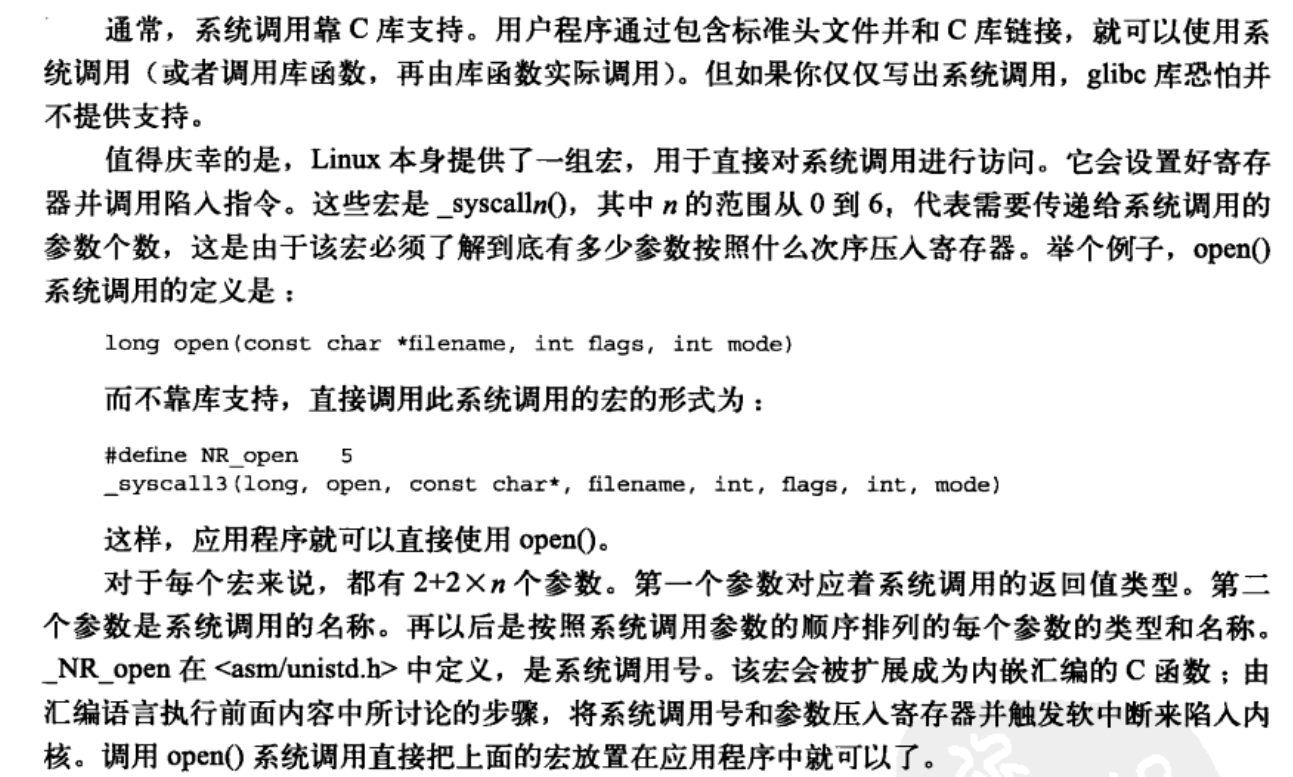 通常，系统调用靠 C 库支持。用户程序通过包含标准头文件并和 C 库链接，就可以使用系
统调用（或者调用库函数，再由库函数实际调用）。但如果你仅仅写出系统调用，glibc 库恐怕并
不提供支持。
值得庆幸的是，Linux 本身提供了一组宏，用于直接对系统调用进行访问。它会设置好寄存
器并调用陷入指令。这些宏是 _syscalln()，其中 n 的范围从 0 到 6，代表需要传递给系统调用的
参数个数，这是由于该宏必须了解到底有多少参数按照什么次序压入寄存器。举个例子，open()
系统调用的定义是：
long open(const char *filename, int flags, int mode)
而不靠库支持，直接调用此系统调用的宏的形式为：
#define NR_open 5
_syscall3(long, open, const char*, filename, int, flags, int, mode)
这样，应用程序就可以直接使用 open()。
对于每个宏来说，都有 2+2×n 个参数。第一个参数对应着系统调用的返回值类型。第二
个参数是系统调用的名称。再以后是按照系统调用参数的顺序排列的每个参数的类型和名称。
_NR_open 在 <asm/unistd.h> 中定义，是系统调用号。该宏会被扩展成为内嵌汇编的 C 函数；由
汇编语言执行前面内容中所讨论的步骤，将系统调用号和参数压入寄存器并触发软中断来陷入内
核。调用 open() 系统调用直接把上面的宏放置在应用程序中就可以了。